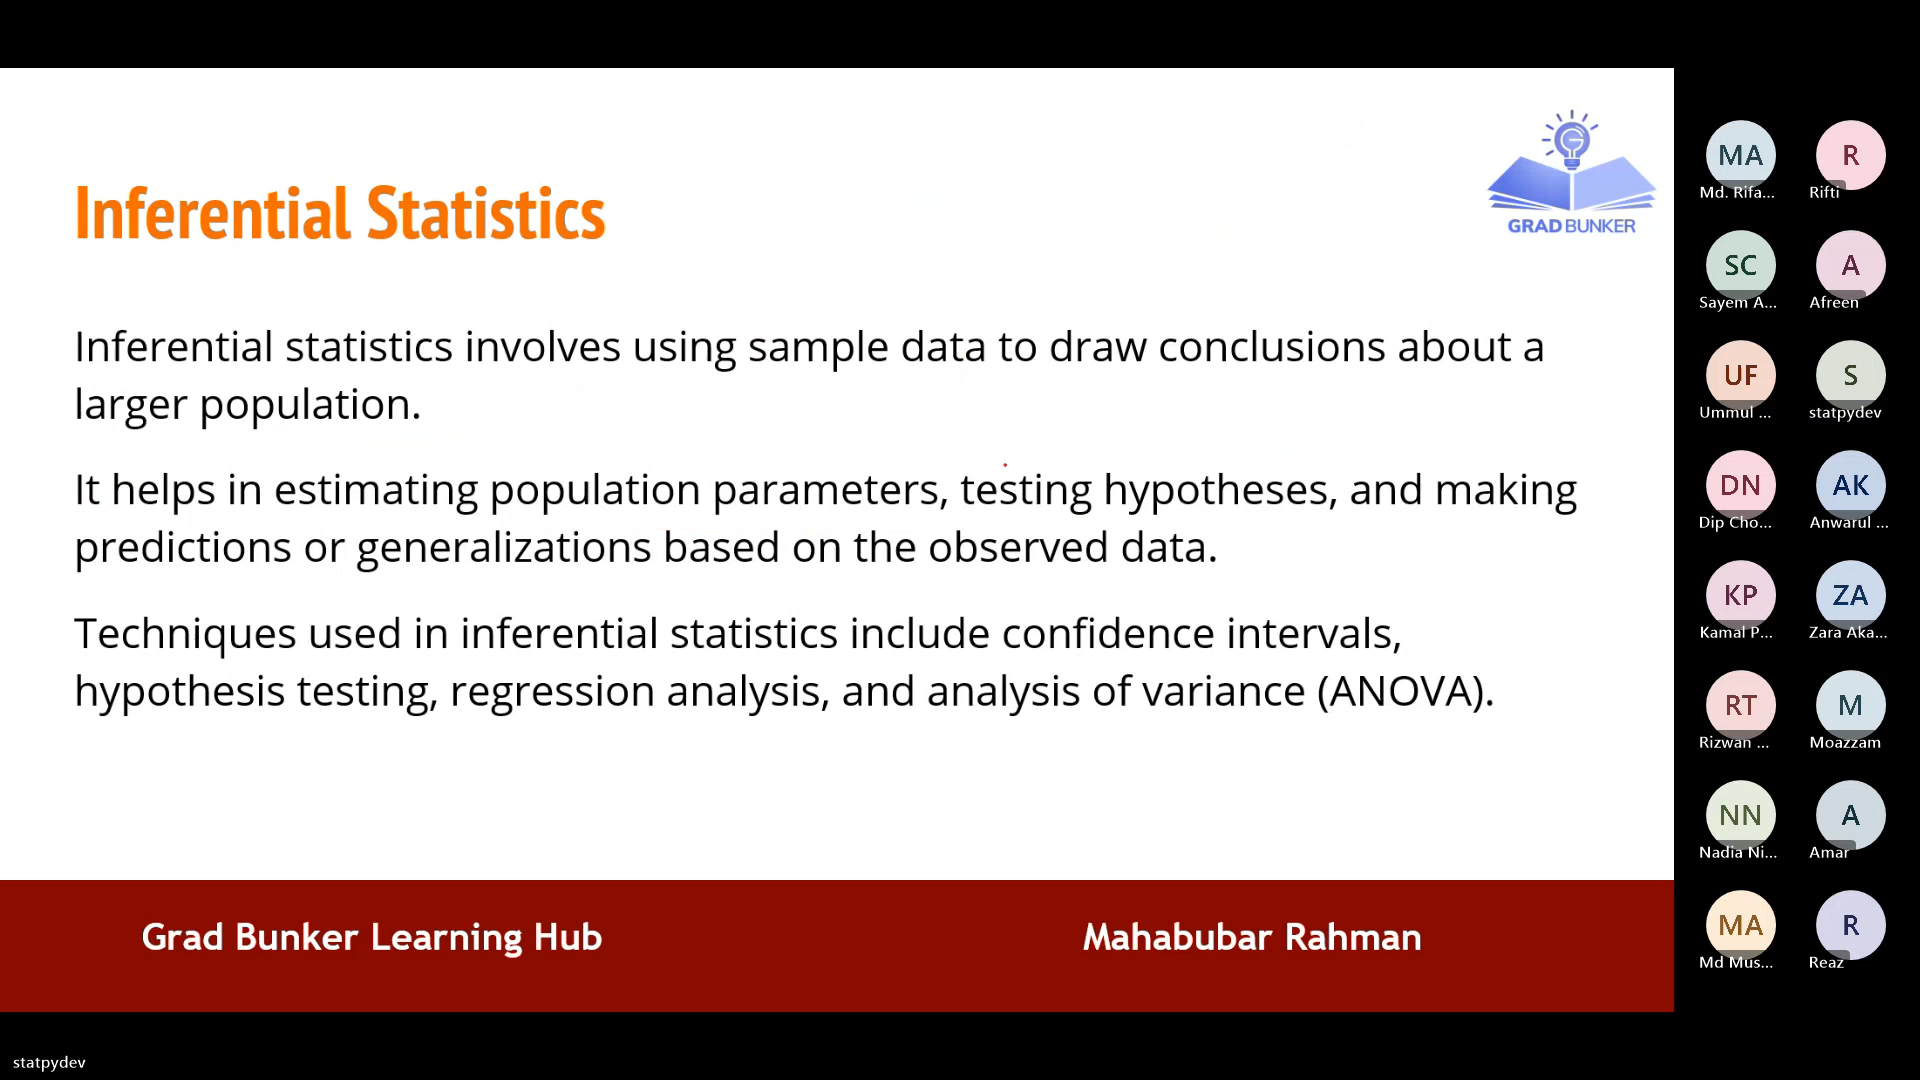 GRAD BUNKER
Inferential Statistics
Inferential statistics involves using sample data to draw conclusions about a
larger population.
It helps in estimating population parameters, testing hypotheses, and making
predictions or generalizations based on the observed data.
Techniques used in inferential statistics include confidence intervals,
hypothesis testing, regression analysis, and analysis of variance (ANOVA).
Grad Bunker Learning Hub
Mahabubar Rahman
MA
Md. Rifa...
R
Rifti
SC
Sayem A...
A
Afreen
UF
Ummul ...
S
statpydev
DN
Dip Cho...
AK
Anwarul ...
KP
Kamal P...
ZA
Zara Aka...
RT
Rizwan ...
M
Moazzam
NN
Nadia Ni...
A
Amar
MA
Md Mus...
R
Reaz
statpydev